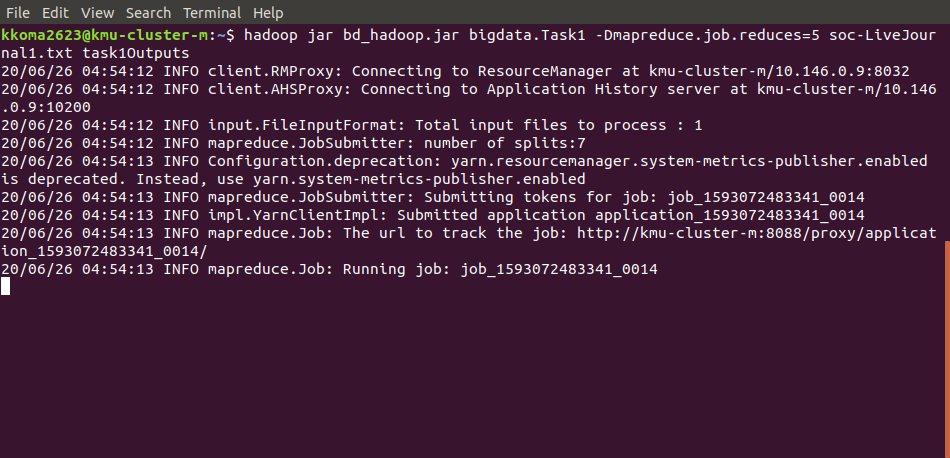 File Edit View Search Terminal Help
kkoma2623@kmu-cluster-m:~$ hadoop jar bd_hadoop.jar bigdata.Task1 -Dmapreduce.job.reduces=5 soc-LiveJour
nal1.txt task1Outputs
20/06/26 04:54:12 INFO client.RMProxy: Connecting to ResourceManager at kmu-cluster-m/10.146.0.9:8032
20/06/26 04:54:12 INFO client.AHSProxy: Connecting to Application History server at kmu-cluster-m/10.146
.0.9:10200
20/06/26 04:54:12 INFO input.FileInputFormat: Total input files to process : 1
20/06/26 04:54:12 INFO mapreduce.JobSubmitter: number of splits:7
20/06/26 04:54:13 INFO Configuration.deprecation: yarn.resourcemanager.system-metrics-publisher.enabled
is deprecated. Instead, use yarn.system-metrics-publisher.enabled
20/06/26 04:54:13 INFO mapreduce.JobSubmitter: Submitting tokens for job: job_1593072483341_0014
20/06/26 04:54:13 INFO impl.YarnClientImpl: Submitted application application_1593072483341_0014
20/06/26 04:54:13 INFO mapreduce.Job: The url to track the job: http://kmu-cluster-m:8088/proxy/applicat
ion_1593072483341_0014/
20/06/26 04:54:13 INFO mapreduce.Job: Running job: job_1593072483341_0014